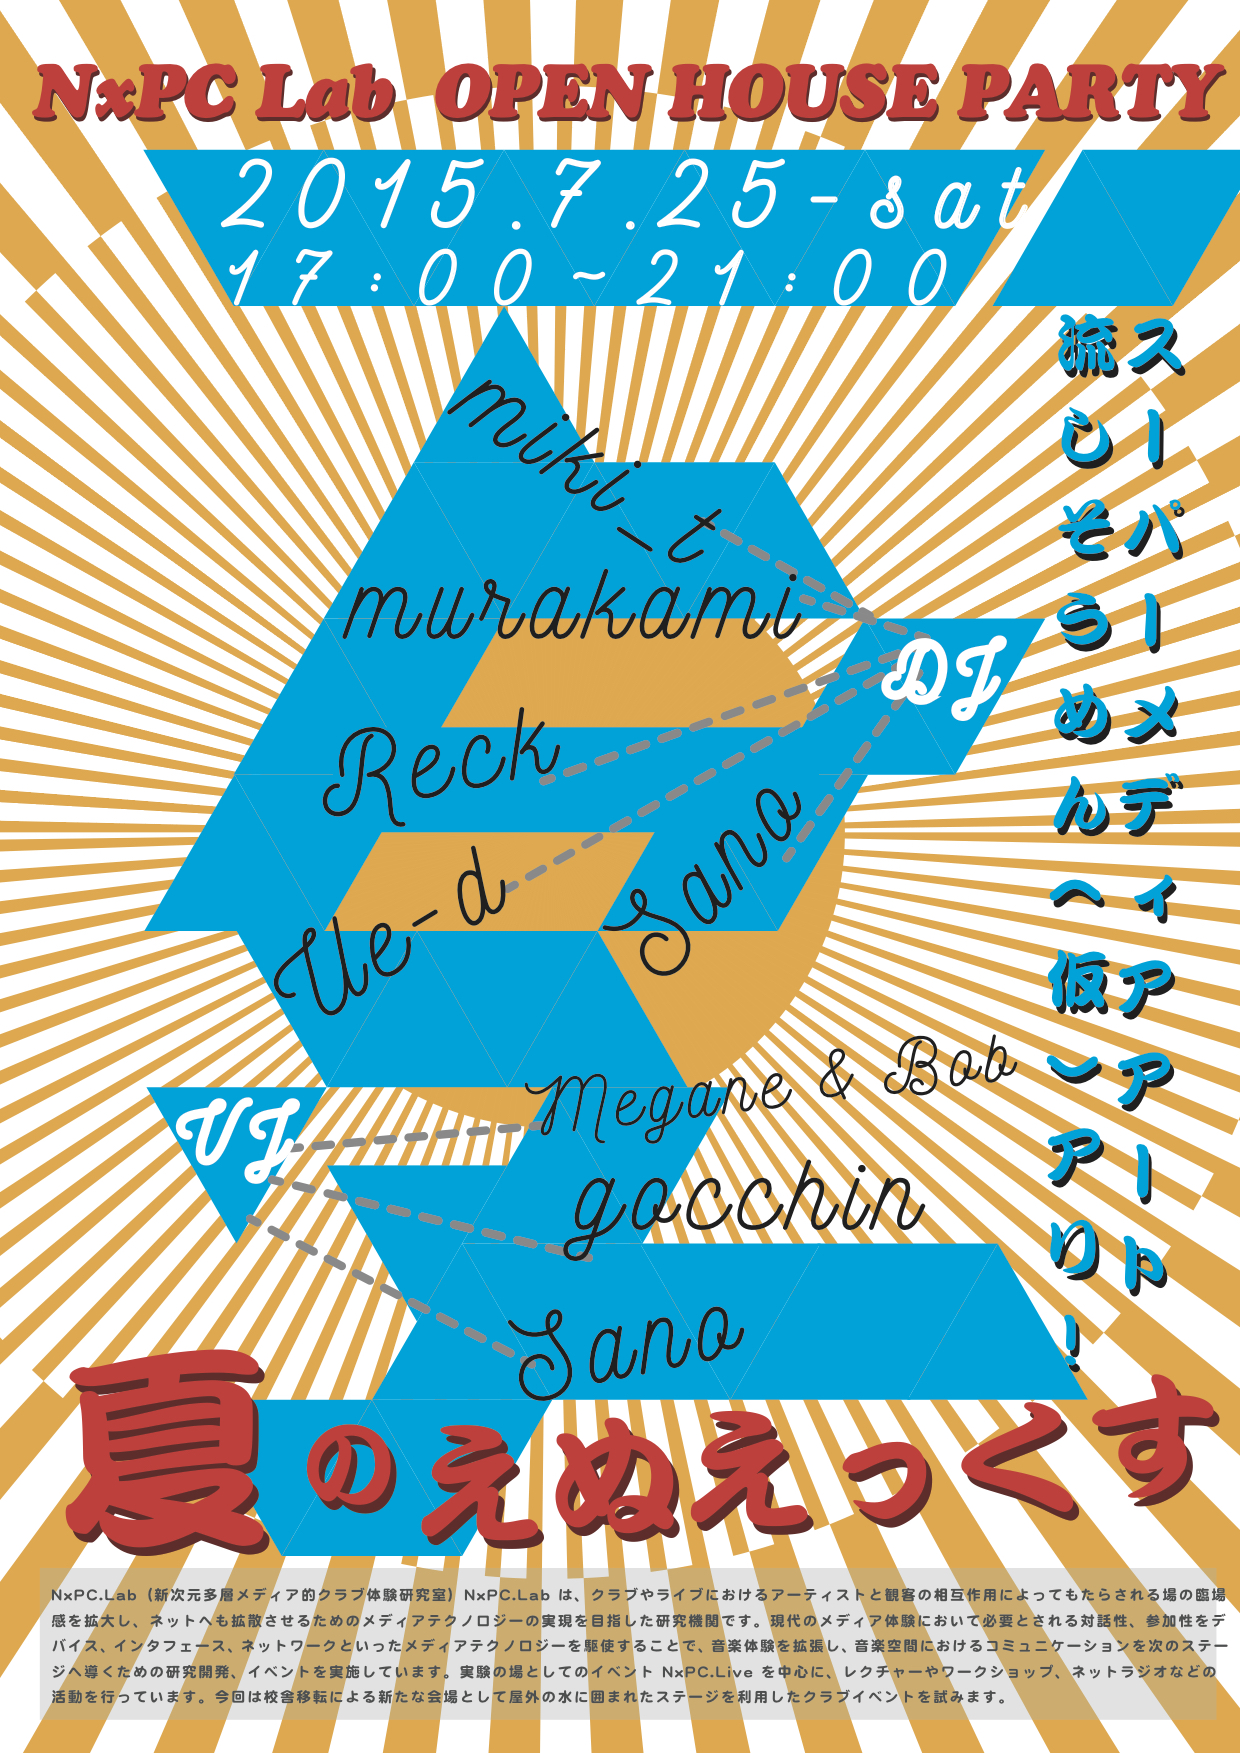 NxPC Lab OPEN HOUSE PARTY
2015.7.25-sat
17:00~21:00
スーパーメディアアート
流しそうめんへ仮ーアり!
miki_t
murakami
DJ
Reck
Sano
Ue-d
Megane & Bob
VJ
gocchin
Sano
夏のえぬえっくす
NxPC.Lab（新次元多層メディア的クラブ体験研究室）NxPC.Lab は、クラブやライブにおけるアーティストと観客の相互作用によってもたらされる場の臨場
感を拡大し、ネットへも拡散させるためのメディアテクノロジーの実現を目指した研究機関です。現代のメディア体験において必要とされる対話性、参加性をデ
バイス、インタフェース、ネットワークといったメディアテクノロジーを駆使することで、音楽体験を拡張し、音楽空間におけるコミュニケーションを次のステー
ジへ導くための研究開発、イベントを実施しています。実験の場としてのイベント NxPC.Live を中心に、レクチャーやワークショップ、ネットラジオなどの
活動を行っています。今回は校舎移転による新たな会場として屋外の水に囲まれたステージを利用したクラブイベントを試みます。